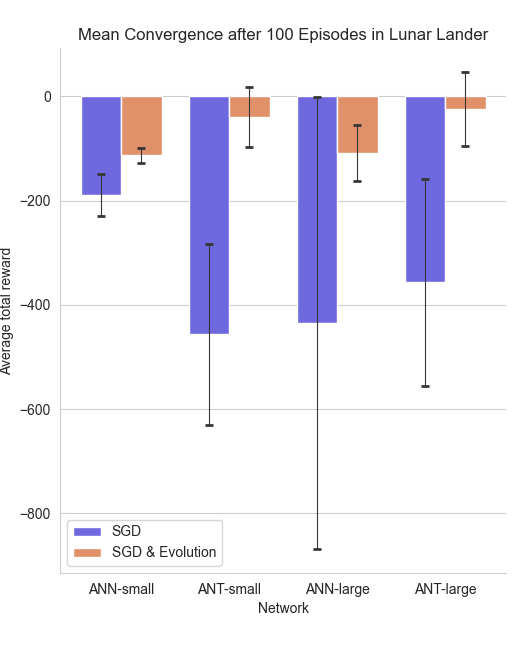 Mean Convergence after 100 Episodes in Lunar Lander
0
−200
−400
−600
−800
Average total reward
SGD
SGD & Evolution
ANN-small
ANT-small
ANN-large
ANT-large
Network